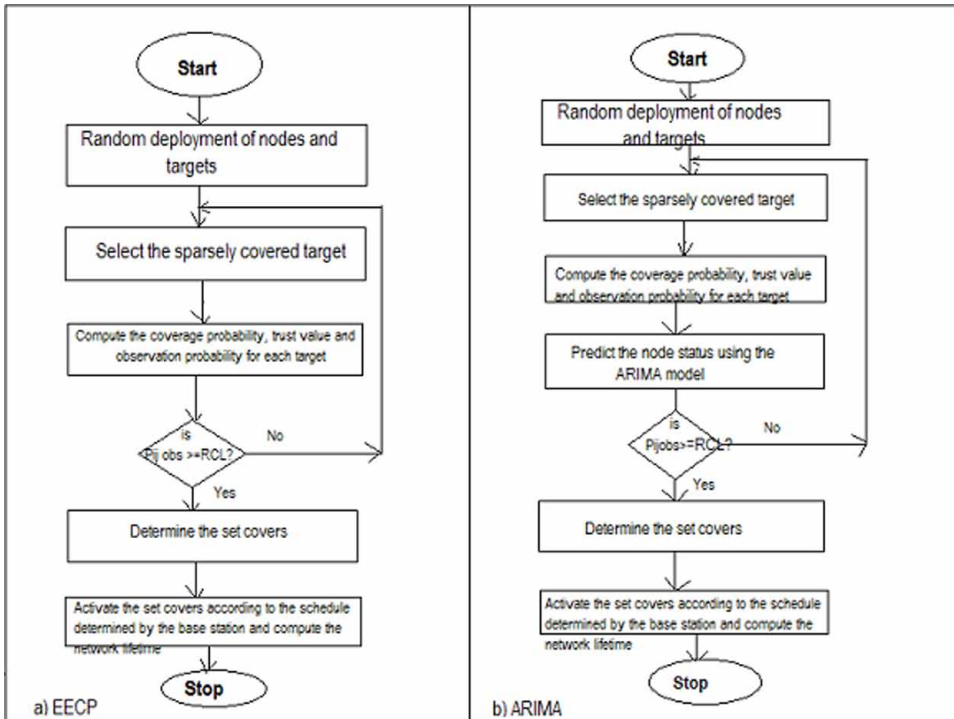 Start
Random deployment of nodes and
targets
Select the sparsely covered target
Compute the coverage probability, trust value and
observation probability for each target
is
Pij obs >=RCL?
No
Yes
Determine the set covers
Activate the set covers according to the schedule
determined by the base station and compute the
network lifetime
Stop
a) EECP
Start
Random deployment of nodes
and targets
Select the sparsely covered target
Compute the coverage probability, trust value
and observation probability for each target
Predict the node status using the
ARIMA model
is
Pijobs>=RCL?
No
Yes
Determine the set covers
Activate the set covers according to the schedule
determined by the base station and compute the
network lifetime
Stop
b) ARIMA